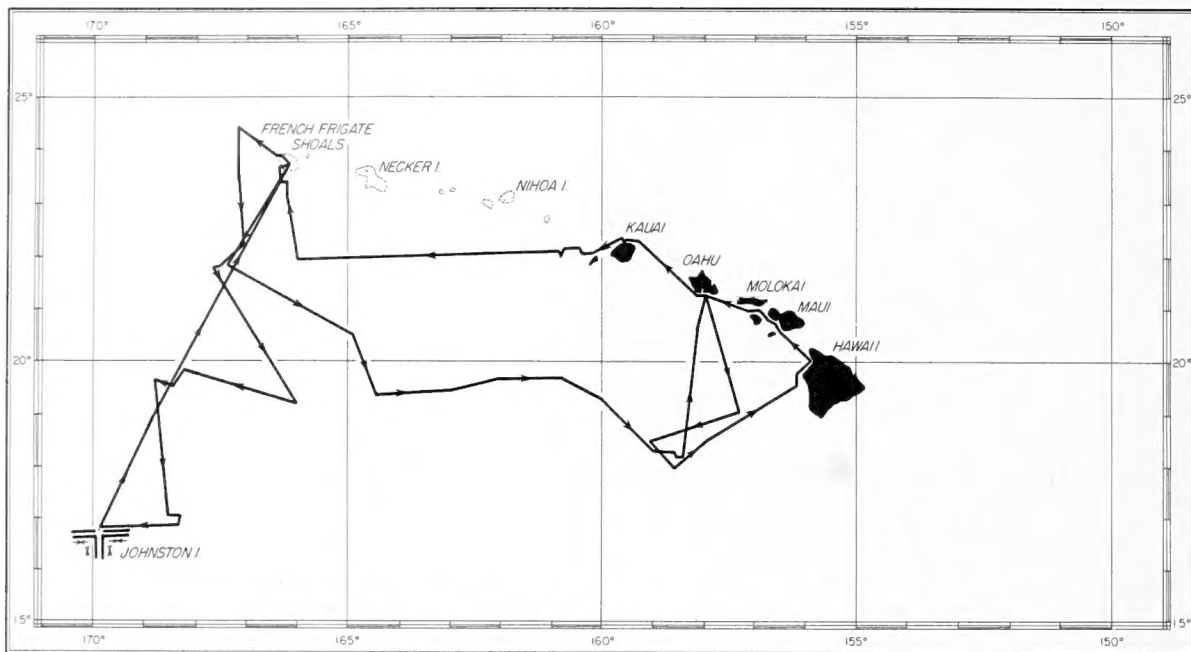 170° 165° 160° 155° 150°
25° 25°
FRENCH FRIGATE
SHOALS
NECKER I.
NIHOA I.
KAUAI
OAHU
MOLOKAI
MAUI
HAWAII
20° 20°
JOHNSTON I.
15° 15°
170° 165° 160° 155° 150°